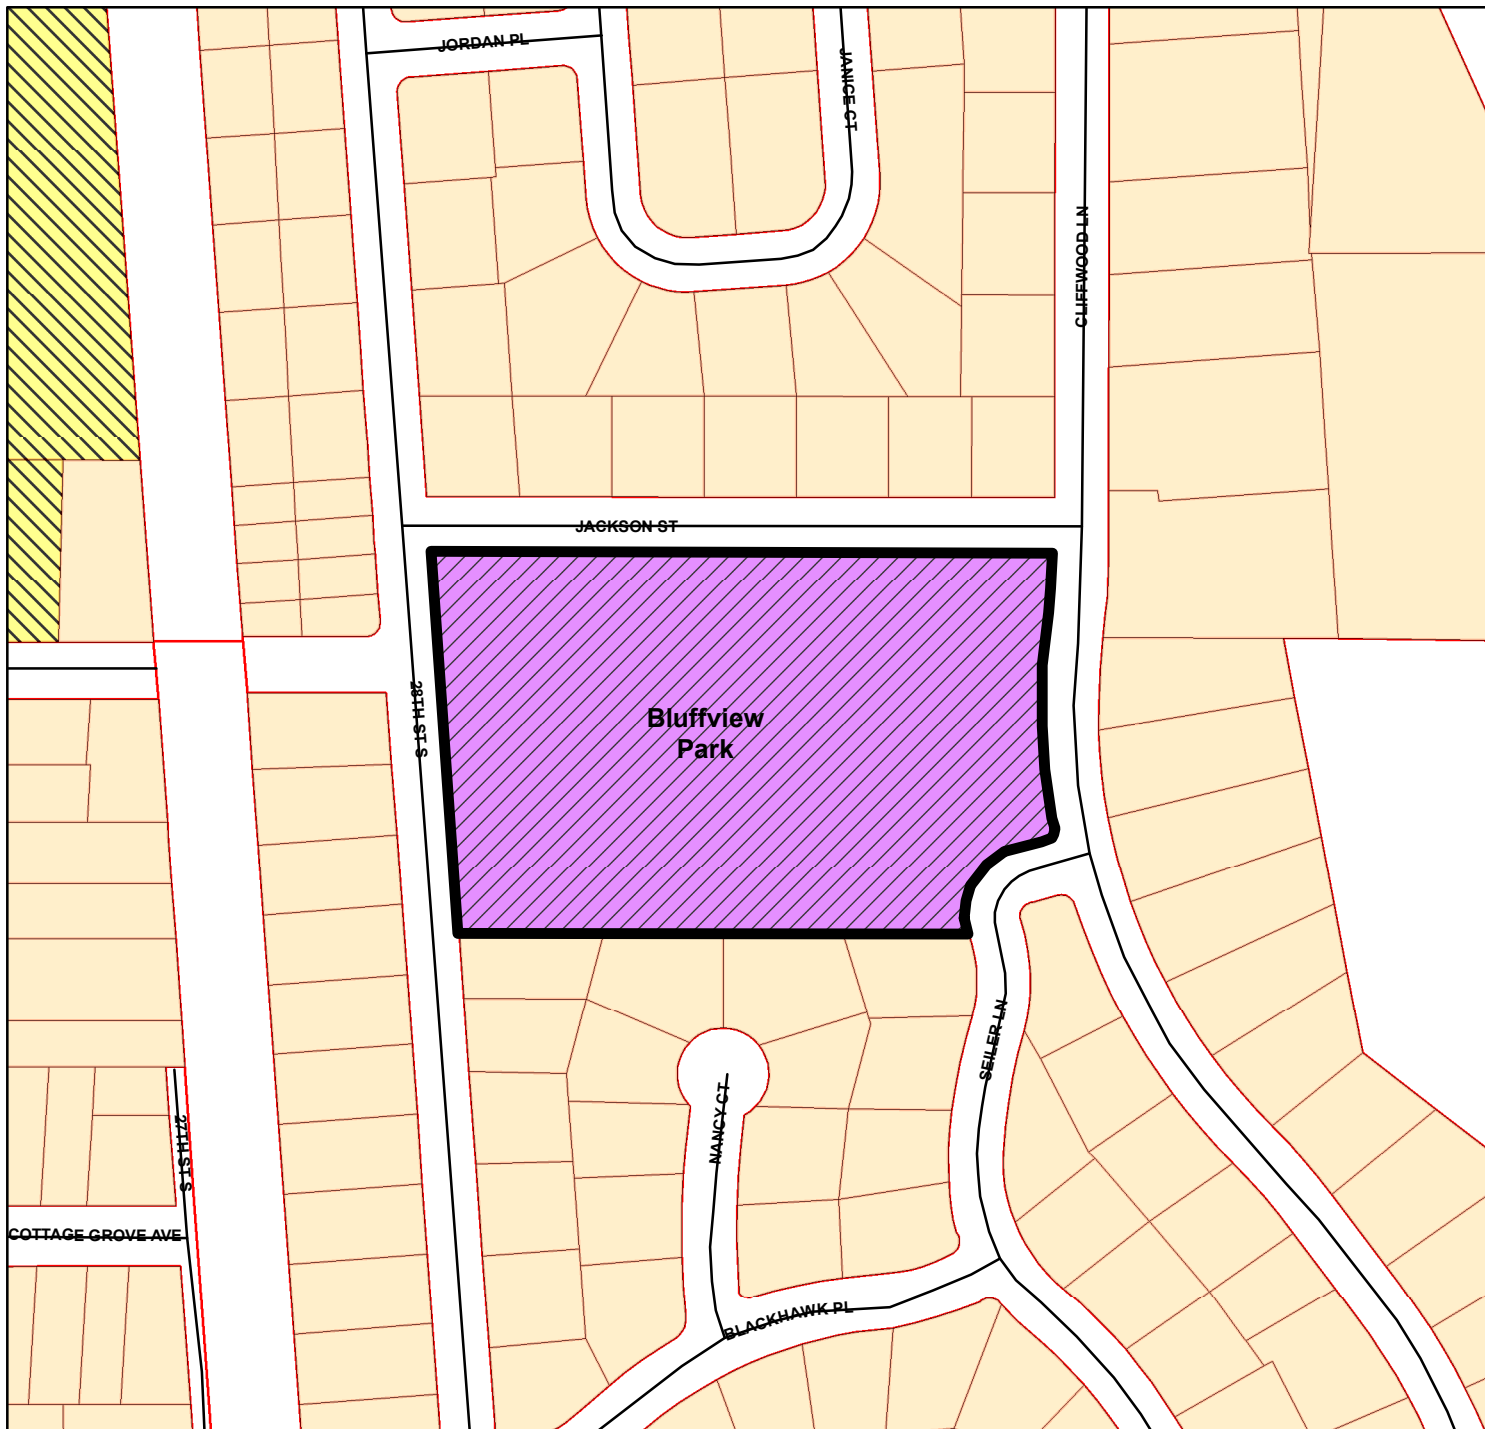 JORDAN PL
JANICE CT
CLIFFWOOD LN
JACKSON ST
28TH ST S
Bluffview
Park
SEILER LN
NANCY CT
27TH ST S
COTTAGE GROVE AVE
BLACKHAWK PL